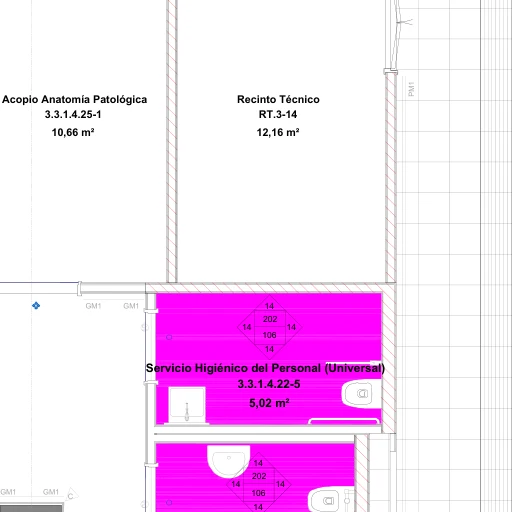 PM1
Acopio Anatomía Patológica
3.3.1.4.25-1
10,66 m²
Recinto Técnico
RT.3-14
12,16 m²
GM1
GM1
14
202
14
14
106
14
Servicio Higiénico del Personal (Universal)
3.3.1.4.22-5
5,02 m²
14
202
14
14
106
14
GM1
GM1
C